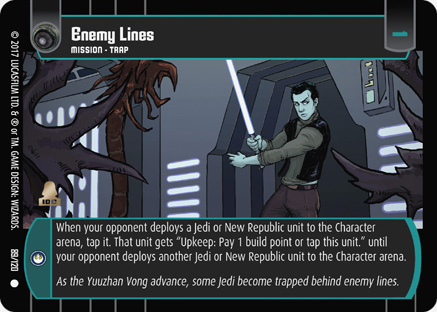 Enemy Lines
MISSION • TRAP
When your opponent deploys a Jedi or New Republic unit to the Character
arena, tap it. That unit gets "Upkeep: Pay 1 build point or tap this unit." until
your opponent deploys another Jedi or New Republic unit to the Character arena.
As the Yuuzhan Vong advance, some Jedi become trapped behind enemy lines.
© 2017 LUCASFILM LTD. & ® or TM. GAME DESIGN: WIZARDS.